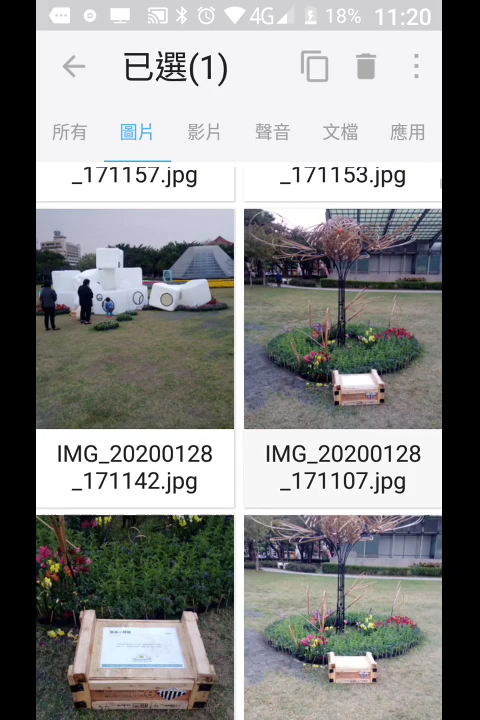 4G 18% 11:20
已選(1)
所有 圖片 影片 聲音 文檔 應用
_171157.jpg _171153.jpg
IMG_20200128 IMG_20200128
_171142.jpg _171107.jpg